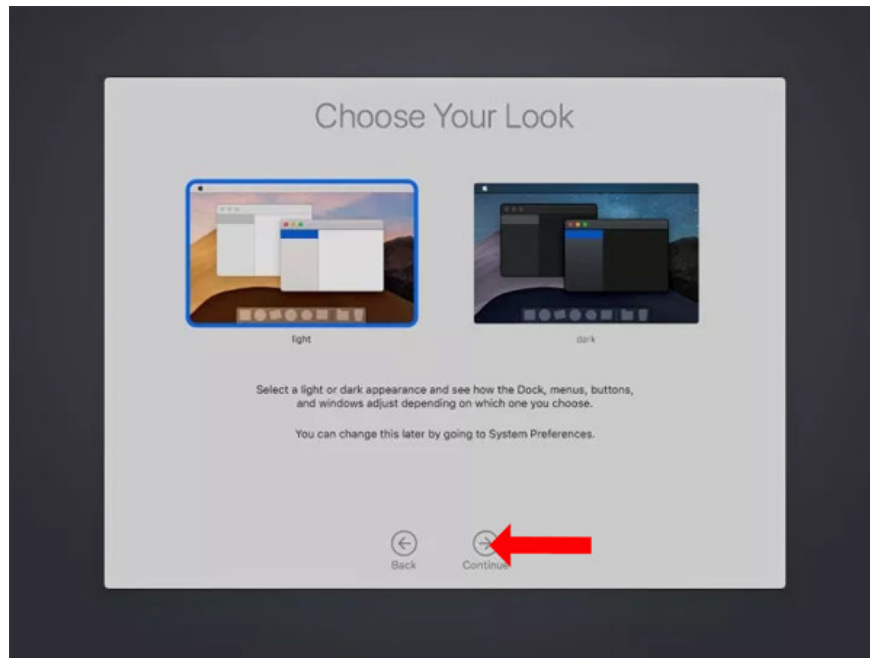 Choose Your Look
light
dark
Select a light or dark appearance and see how the Dock, menus, buttons,
and windows adjust depending on which one you choose.
You can change this later by going to System Preferences.
Back
Continue